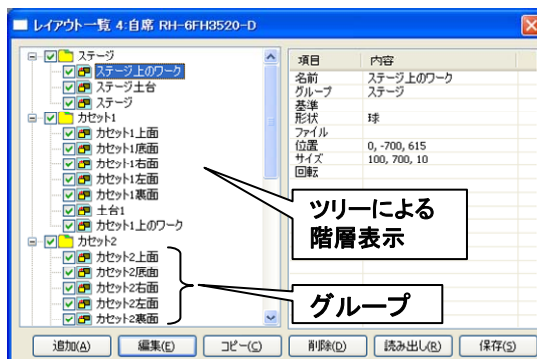 レイアウト一覧 4:自席 RH-6FH3520-D
ステージ
ステージ上のワーク
ステージ土台
ステージ
カセット1
カセット1上面
カセット1底面
カセット1右面
カセット1左面
カセット1裏面
土台1
カセット1上のワーク
カセット2
カセット2上面
カセット2底面
カセット2右面
カセット2左面
カセット2裏面
項目 内容
名前 ステージ上のワーク
グループ ステージ
基準
形状 球
ファイル
位置 0, -700, 615
サイズ 100, 700, 10
回転
ツリーによる
階層表示
グループ
追加(A) 編集(E) コピー(C) 削除(D) 読み出し(R) 保存(S)